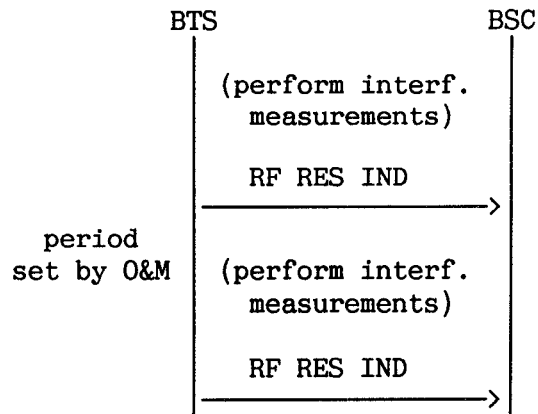 BTS BSC
(perform interf.
measurements)
RF RES IND
period
set by O&M
(perform interf.
measurements)
RF RES IND